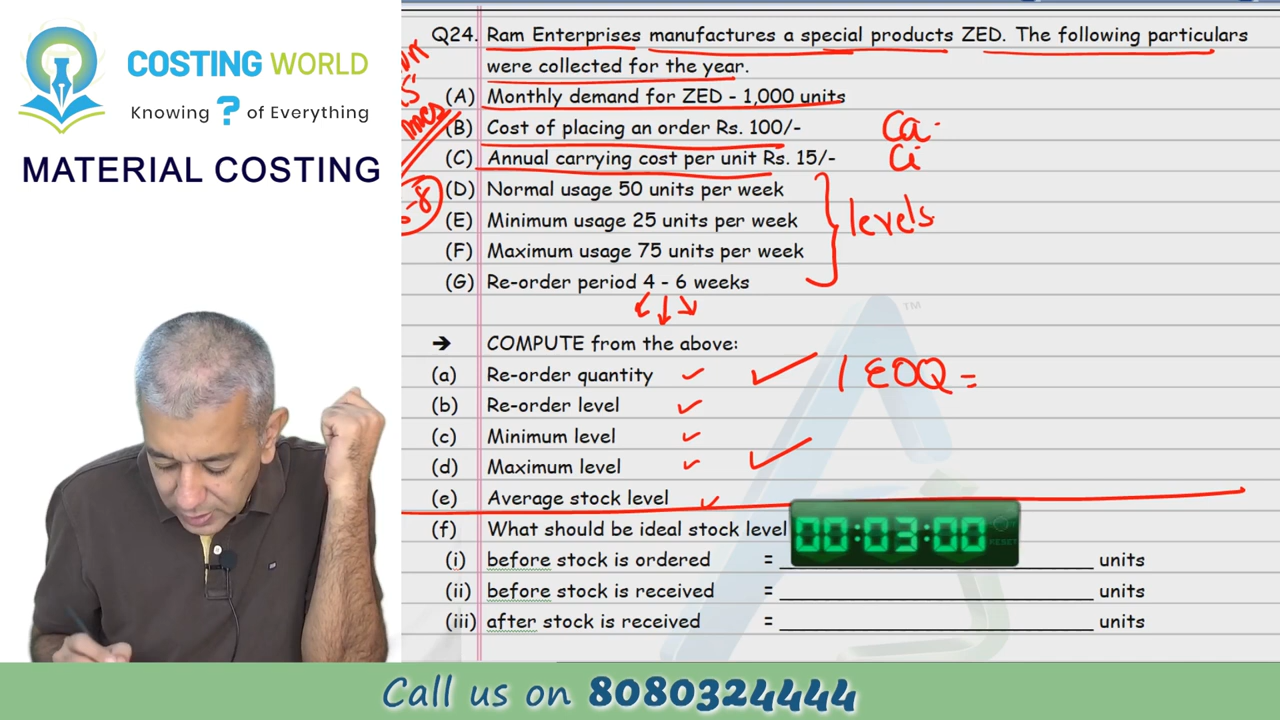 COSTING WORLD
Knowing ? of Everything
MATERIAL COSTING
Q24. Ram Enterprises manufactures a special products ZED. The following particulars
were collected for the year.
(A) Monthly demand for ZED - 1,000 units
(B) Cost of placing an order Rs. 100/-
Ca
(C) Annual carrying cost per unit Rs. 15/-
Ci
(D) Normal usage 50 units per week
(E) Minimum usage 25 units per week
levels
(F) Maximum usage 75 units per week
(G) Re-order period 4 - 6 weeks
TM
→ COMPUTE from the above:
(a) Re-order quantity
EOQ =
(b) Re-order level
(c) Minimum level
(d) Maximum level
(e) Average stock level
(f) What should be ideal stock level
00:03:00
(i) before stock is ordered = units
(ii) before stock is received = units
(iii) after stock is received = units
Call us on 8080324444